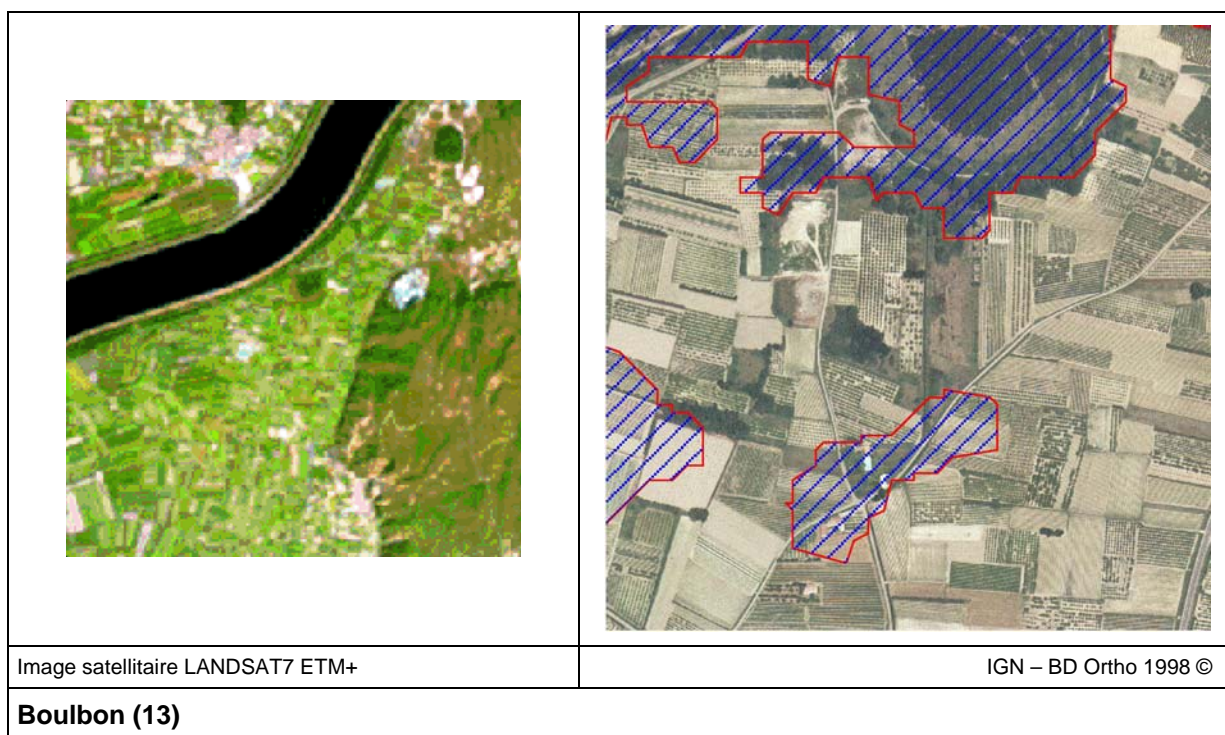 Image satellitaire LANDSAT7 ETM+
IGN – BD Ortho 1998 ©
Boulbon (13)